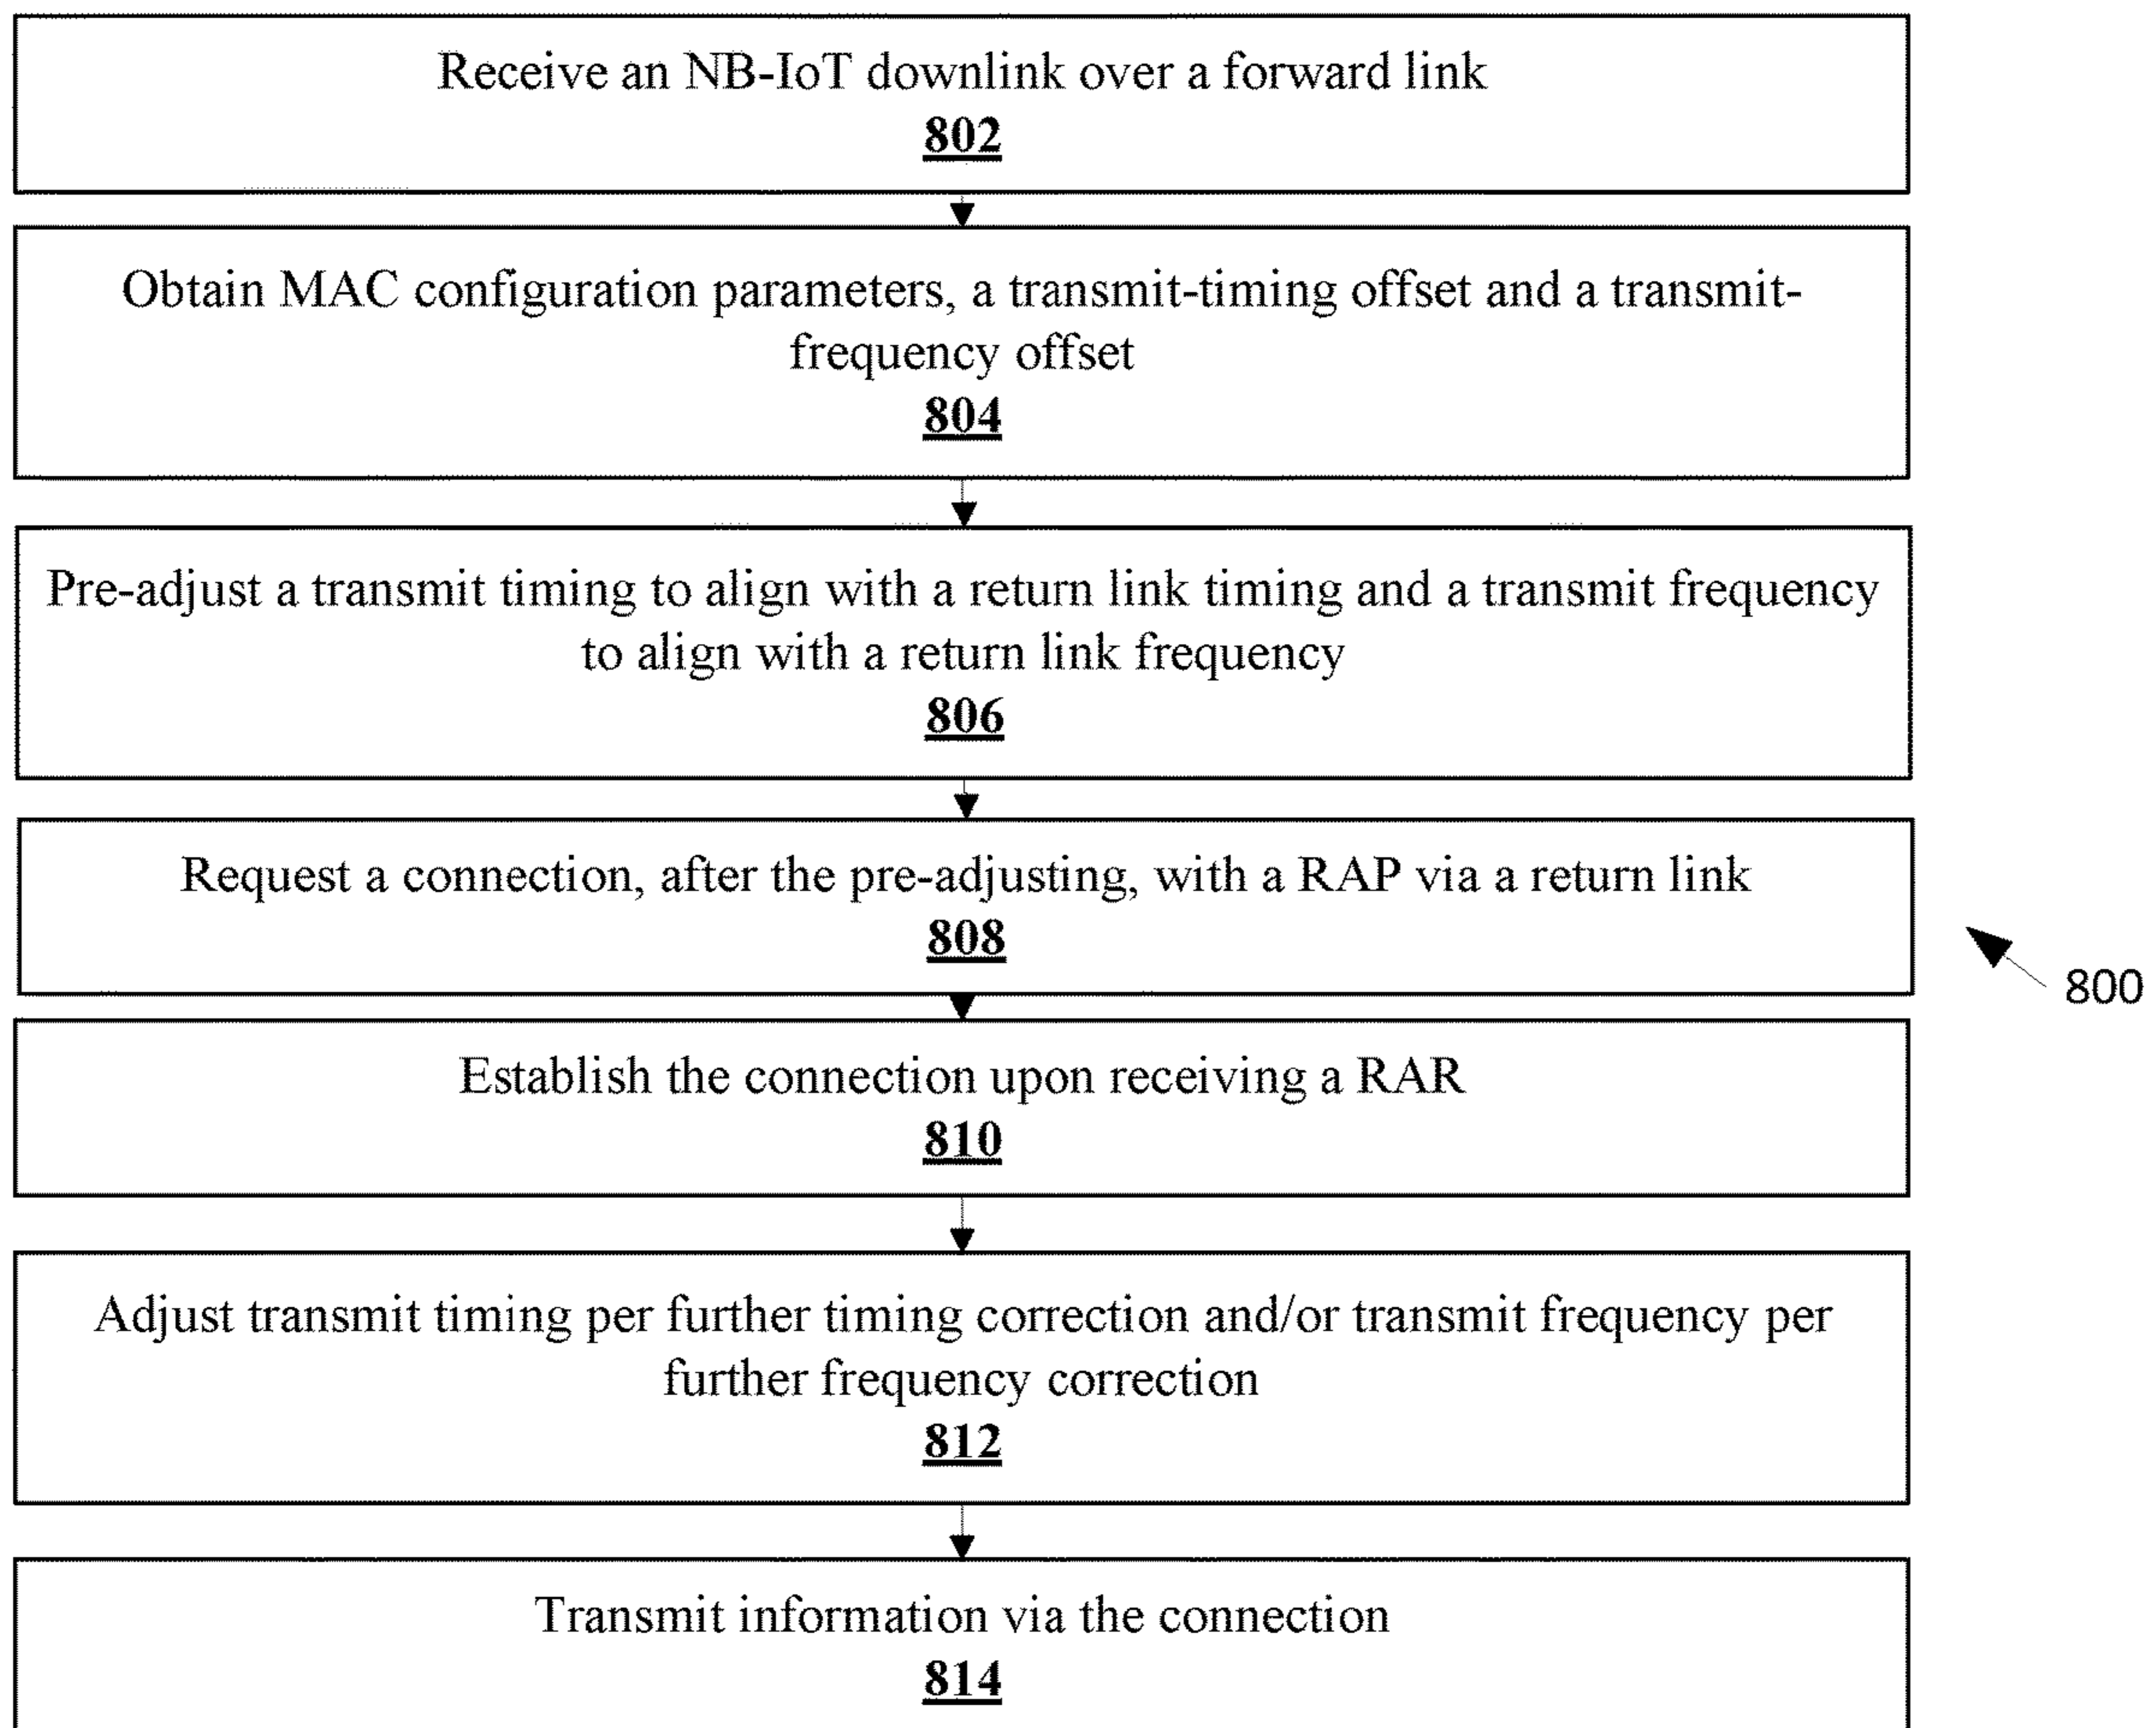 Receive an NB-IoT downlink over a forward link
802
Obtain MAC configuration parameters, a transmit-timing offset and a transmit-
frequency offset
804
Pre-adjust a transmit timing to align with a return link timing and a transmit frequency
to align with a return link frequency
806
Request a connection, after the pre-adjusting, with a RAP via a return link
808
800
Establish the connection upon receiving a RAR
810
Adjust transmit timing per further timing correction and/or transmit frequency per
further frequency correction
812
Transmit information via the connection
814